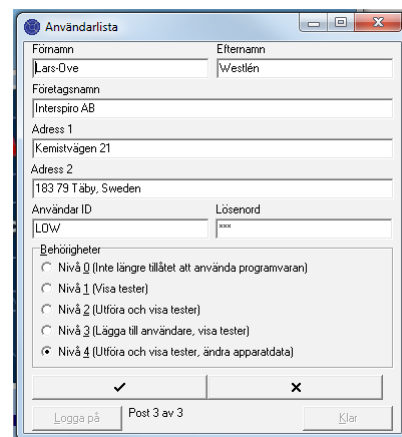 Användarlista
Förnamn Efternamn
Lars-Ove Westlén
Företagsnamn
Interspiro AB
Adress 1
Kemistvägen 21
Adress 2
183 79 Täby, Sweden
Användar ID Lösenord
LOW ***
Behörigheter
Nivå 0 (Inte längre tillåtet att använda programvaran)
Nivå 1 (Visa tester)
Nivå 2 (Utföra och visa tester)
Nivå 3 (Lägga till användare, visa tester)
Nivå 4 (Utföra och visa tester, ändra apparatdata)
Logga på Post 3 av 3 Klar